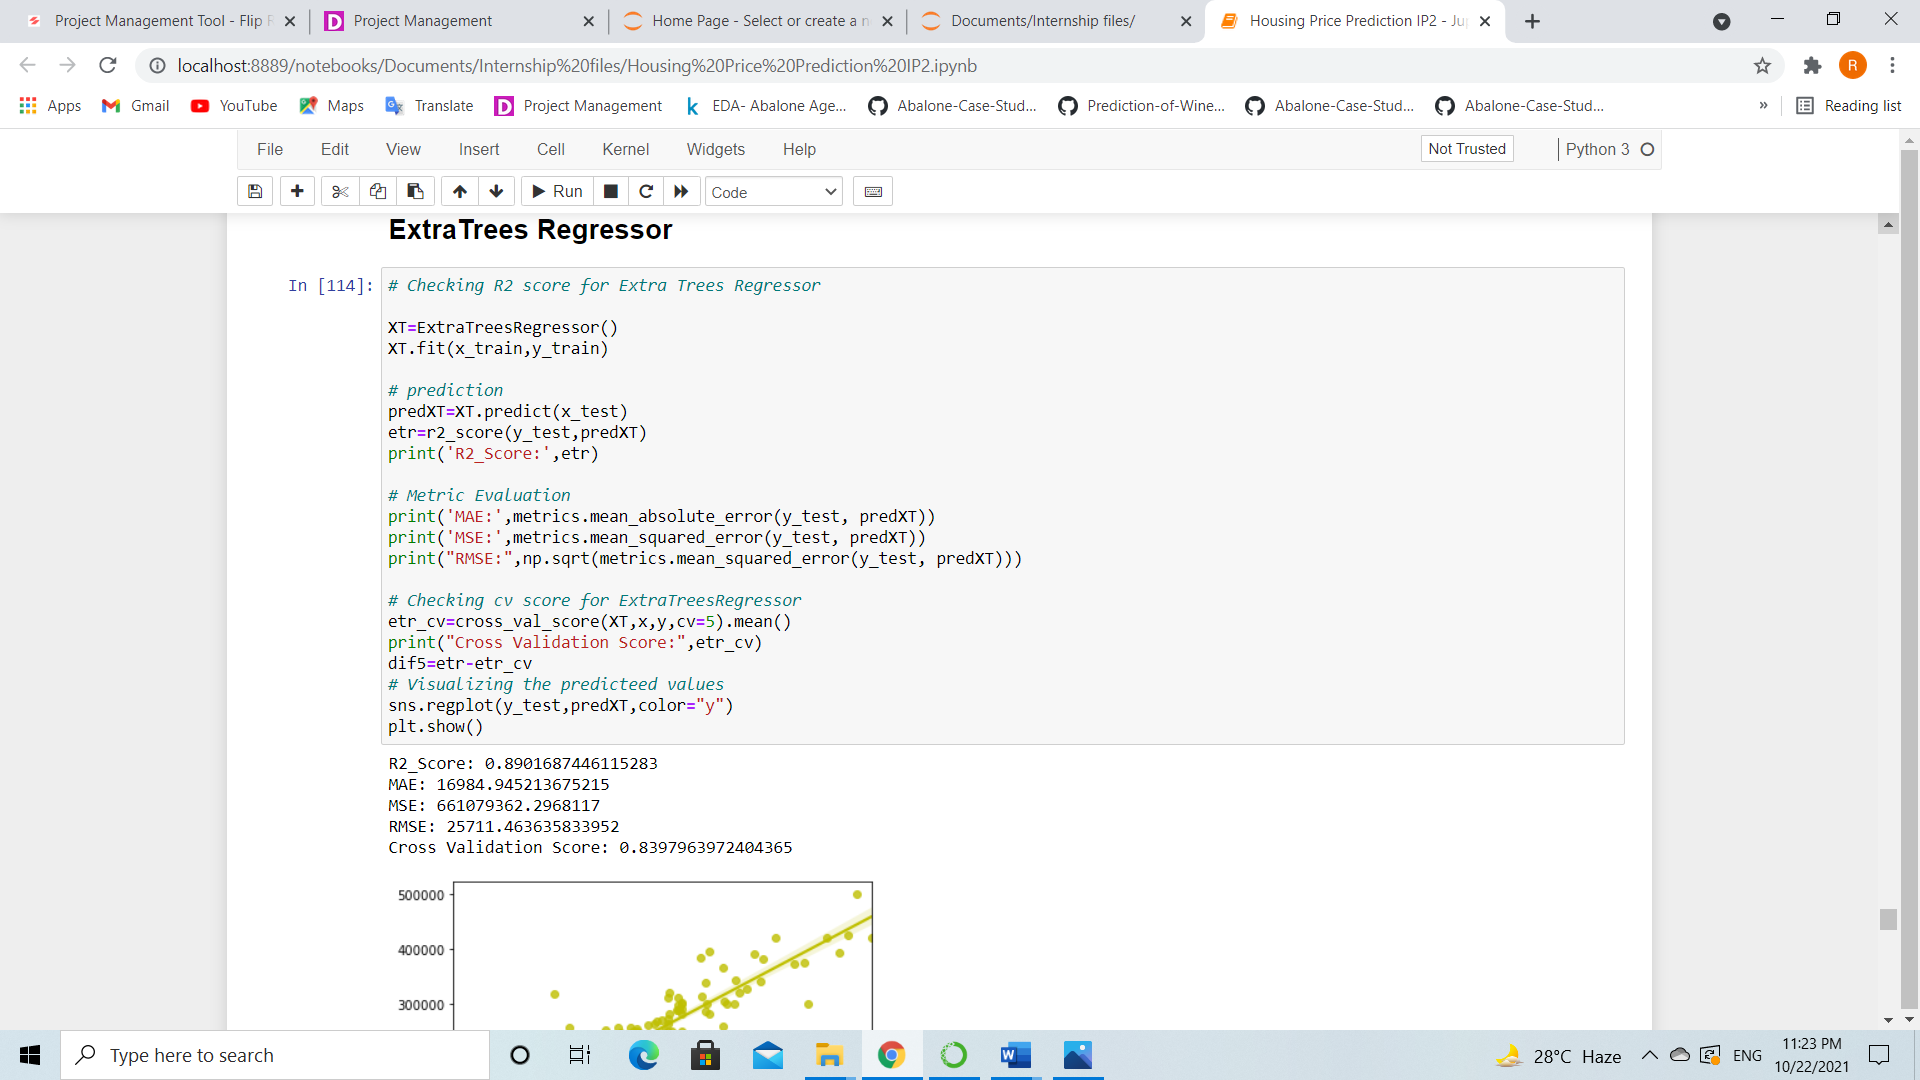 Project Management Tool - Flip R
Project Management
Home Page - Select or create a n
Documents/Internship files/
Housing Price Prediction IP2 - Ju
localhost:8889/notebooks/Documents/Internship%20files/Housing%20Price%20Prediction%20IP2.ipynb
R
Apps
Gmail
YouTube
Maps
Translate
Project Management
EDA- Abalone Age...
Abalone-Case-Stud...
Prediction-of-Wine...
Abalone-Case-Stud...
Abalone-Case-Stud...
»
Reading list
File Edit View Insert Cell Kernel Widgets Help
Not Trusted
Python 3
Run
Code
ExtraTrees Regressor
In [114]:
# Checking R2 score for Extra Trees Regressor
XT=ExtraTreesRegressor()
XT.fit(x_train,y_train)
# prediction
predXT=XT.predict(x_test)
etr=r2_score(y_test,predXT)
print('R2_Score:',etr)
# Metric Evaluation
print('MAE:',metrics.mean_absolute_error(y_test, predXT))
print('MSE:',metrics.mean_squared_error(y_test, predXT))
print("RMSE:",np.sqrt(metrics.mean_squared_error(y_test, predXT)))
# Checking cv score for ExtraTreesRegressor
etr_cv=cross_val_score(XT,x,y,cv=5).mean()
print("Cross Validation Score:",etr_cv)
dif5=etr-etr_cv
# Visualizing the predicteed values
sns.regplot(y_test,predXT,color="y")
plt.show()
R2_Score: 0.8901687446115283
MAE: 16984.945213675215
MSE: 661079362.2968117
RMSE: 25711.463635833952
Cross Validation Score: 0.8397963972404365
500000
400000
300000
Type here to search
28°C Haze
ENG
11:23 PM
10/22/2021